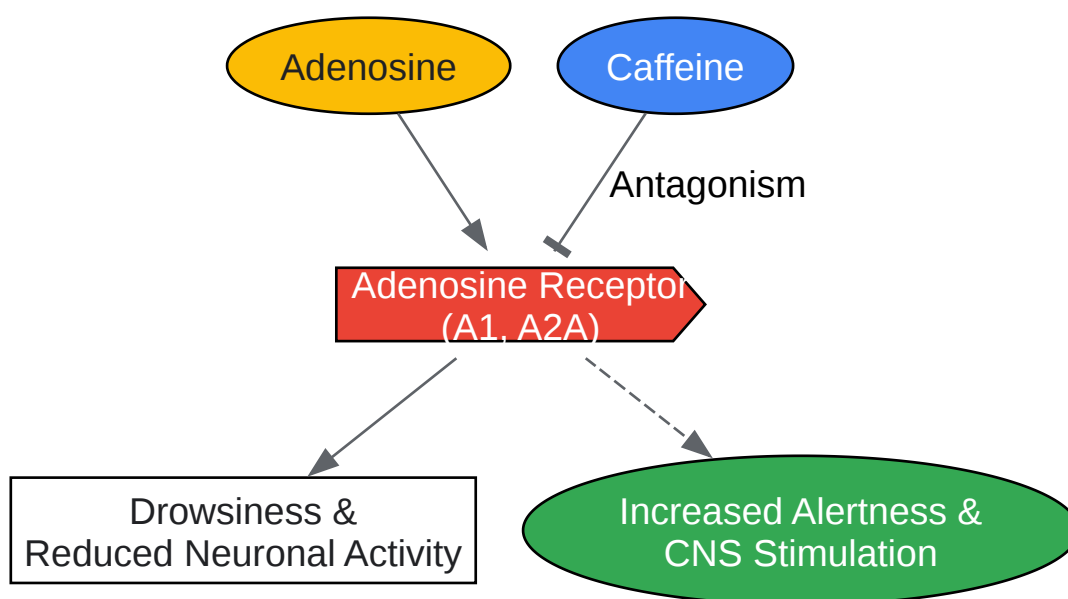 Adenosine
Caffeine
Antagonism
Adenosine Receptor
(A1, A2A)
Drowsiness &
Reduced Neuronal Activity
Increased Alertness &
CNS Stimulation